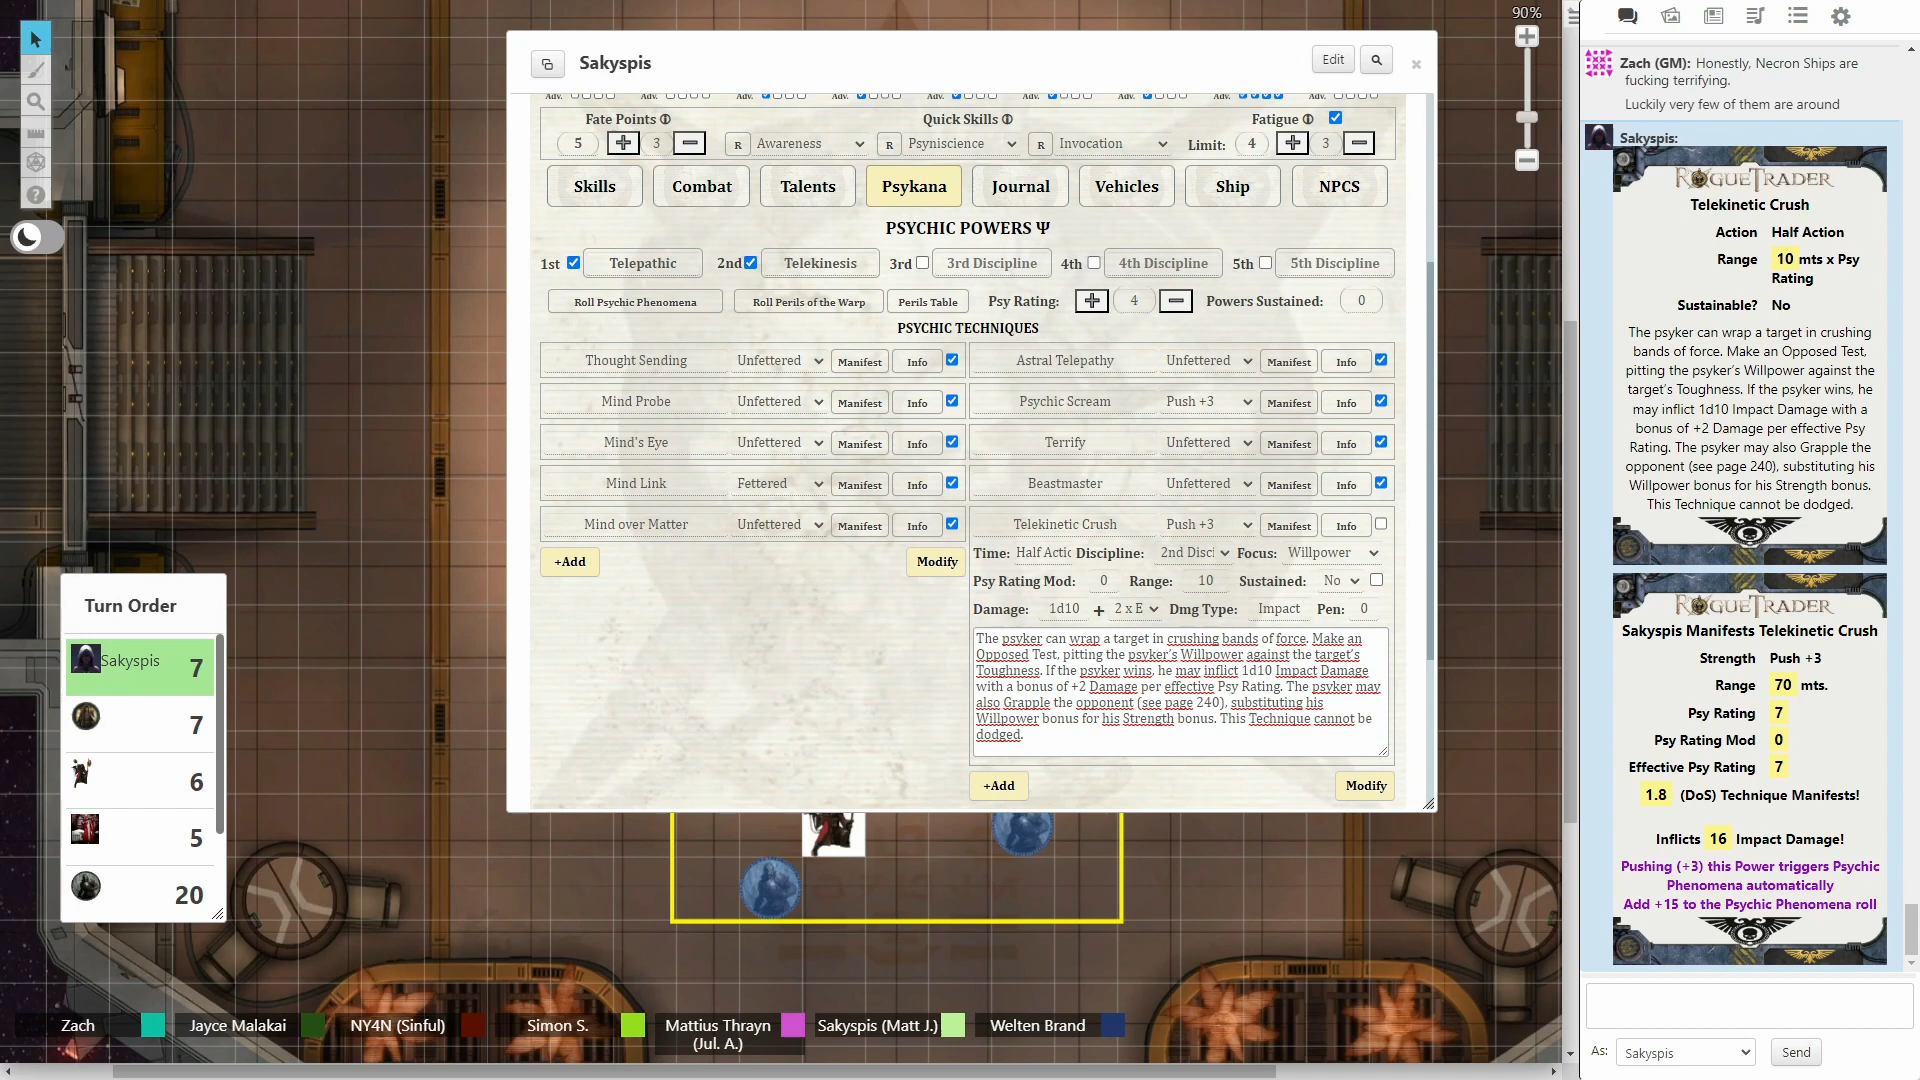 90%
Sakyspis
Edit
Adv. Adv. Adv. Adv. Adv. Adv. Adv. Adv. Adv.
Fate Points Quick Skills Fatigue
5 3 R Awareness R Psyniscience R Invocation Limit: 4 3
Skills Combat Talents Psykana Journal Vehicles Ship NPCS
PSYCHIC POWERS Ψ
1st Telepathic 2nd Telekinesis 3rd 3rd Discipline 4th 4th Discipline 5th 5th Discipline
Roll Psychic Phenomena Roll Perils of the Warp Perils Table Psy Rating: 4 Powers Sustained: 0
PSYCHIC TECHNIQUES
Thought Sending Unfettered Manifest Info
Mind Probe Unfettered Manifest Info
Mind's Eye Unfettered Manifest Info
Mind Link Fettered Manifest Info
Mind over Matter Unfettered Manifest Info
+Add Modify
Astral Telepathy Unfettered Manifest Info
Psychic Scream Push +3 Manifest Info
Terrify Unfettered Manifest Info
Beastmaster Unfettered Manifest Info
Telekinetic Crush Push +3 Manifest Info
Time: Half Actic Discipline: 2nd Disci Focus: Willpower
Psy Rating Mod: 0 Range: 10 Sustained: No
Damage: 1d10 + 2 x E Dmg Type: Impact Pen: 0
The psyker can wrap a target in crushing bands of force. Make an
Opposed Test, pitting the psyker's Willpower against the target's
Toughness. If the psyker wins, he may inflict 1d10 Impact Damage
with a bonus of +2 Damage per effective Psy Rating. The psyker may
also Grapple the opponent (see page 240), substituting his
Willpower bonus for his Strength bonus. This Technique cannot be
dodged.
+Add Modify
Turn Order
Sakyspis 7
7
6
5
20
Zach
Jayce Malakai
NY4N (Sinful)
Simon S.
Mattius Thrayn
(Jul. A.)
Sakyspis (Matt J.)
Welten Brand
Zach (GM): Honestly, Necron Ships are
fucking terrifying.
Luckily very few of them are around
Sakyspis:
ROGUE TRADER
Telekinetic Crush
Action Half Action
Range 10 mts x Psy
Rating
Sustainable? No
The psyker can wrap a target in crushing
bands of force. Make an Opposed Test,
pitting the psyker's Willpower against the
target's Toughness. If the psyker wins, he
may inflict 1d10 Impact Damage with a
bonus of +2 Damage per effective Psy
Rating. The psyker may also Grapple the
opponent (see page 240), substituting his
Willpower bonus for his Strength bonus.
This Technique cannot be dodged.
ROGUE TRADER
Sakyspis Manifests Telekinetic Crush
Strength Push +3
Range 70 mts.
Psy Rating 7
Psy Rating Mod 0
Effective Psy Rating 7
1.8 (DoS) Technique Manifests!
Inflicts 16 Impact Damage!
Pushing (+3) this Power triggers Psychic
Phenomena automatically
Add +15 to the Psychic Phenomena roll
As: Sakyspis Send